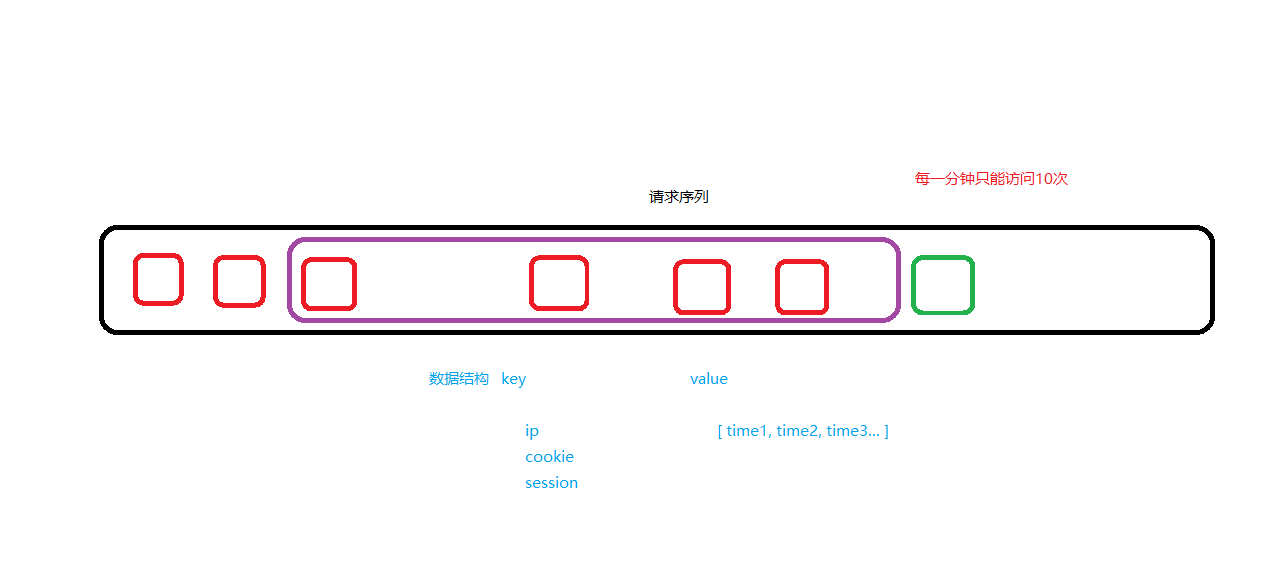 每一分钟只能访问10次
请求序列
数据结构 key value
ip [ time1, time2, time3... ]
cookie
session